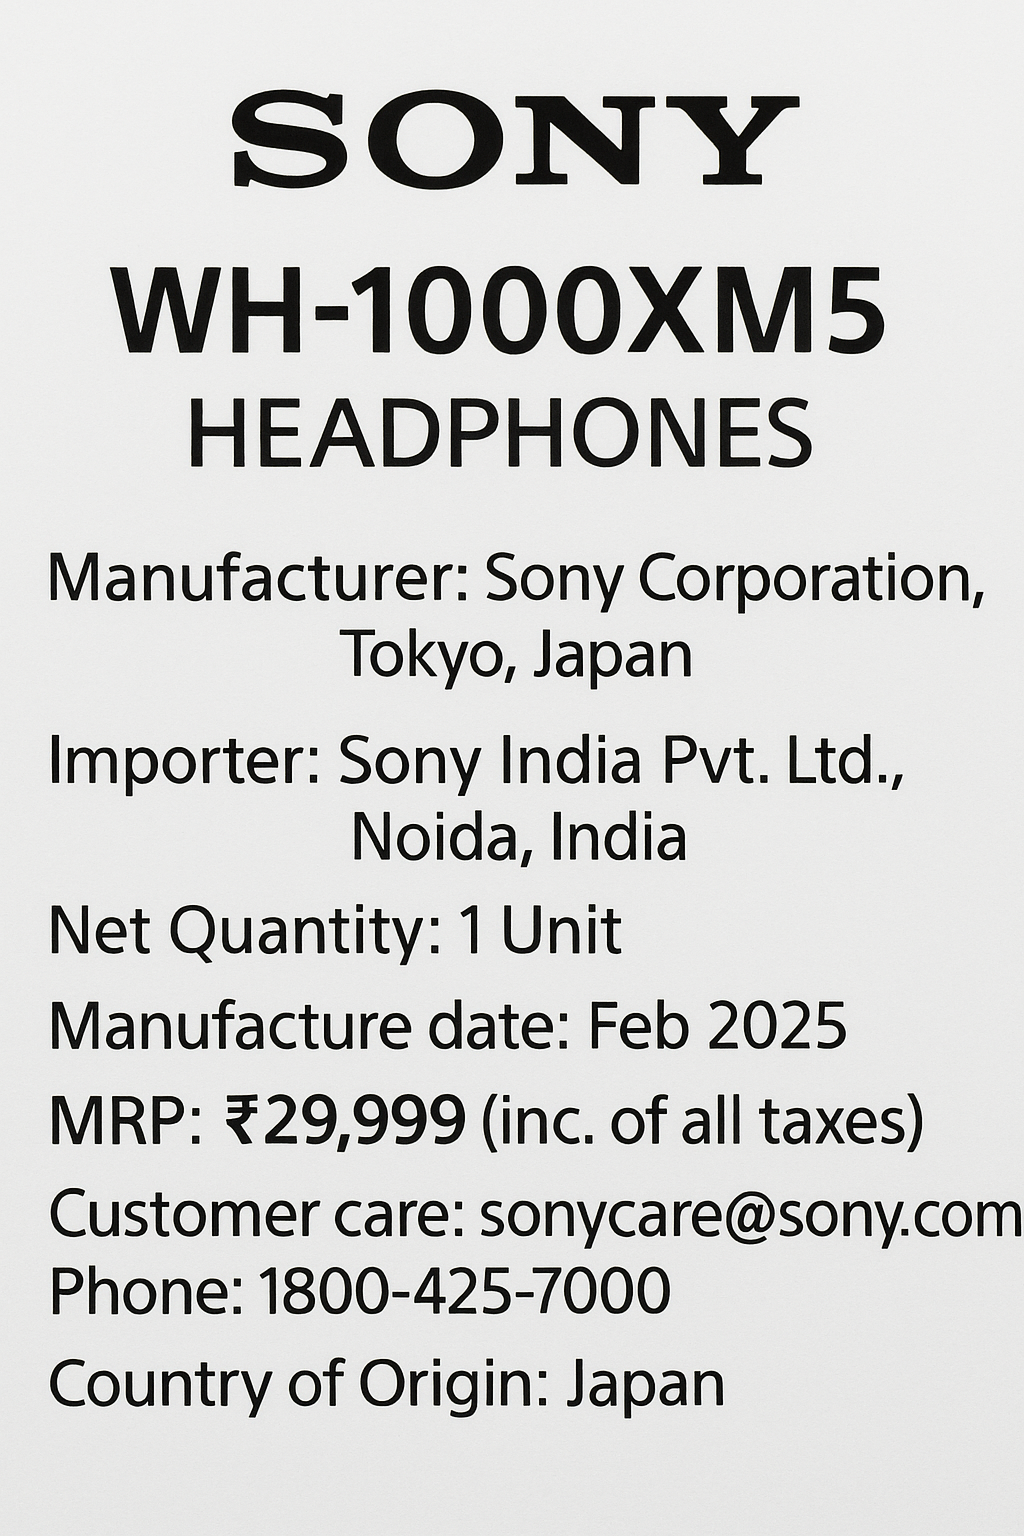 SONY
WH-1000XM5
HEADPHONES
Manufacturer: Sony Corporation,
Tokyo, Japan
Importer: Sony India Pvt. Ltd.,
Noida, India
Net Quantity: 1 Unit
Manufacture date: Feb 2025
MRP: ₹29,999 (inc. of all taxes)
Customer care: sonycare@sony.com
Phone: 1800-425-7000
Country of Origin: Japan